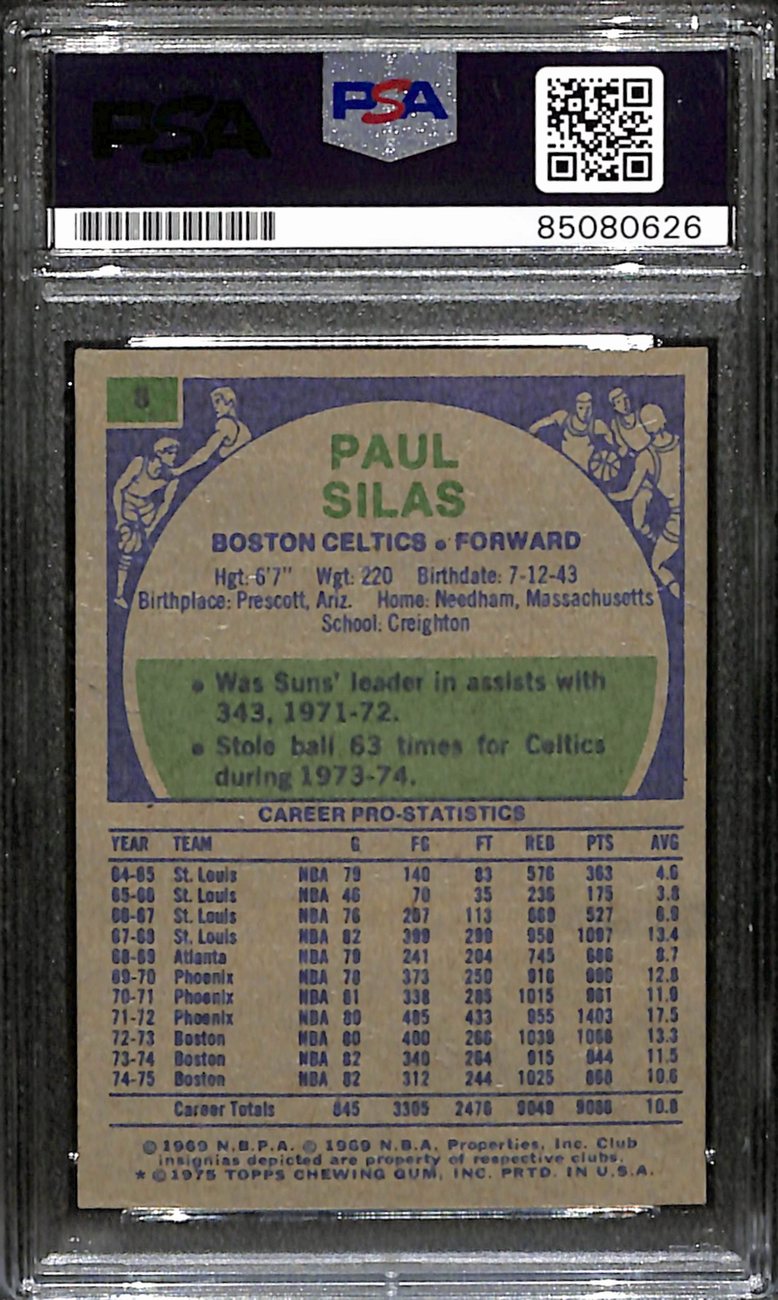 PSA
PSA
85080626
8
PAUL
SILAS
BOSTON CELTICS • FORWARD
Hgt: 6'7" Wgt: 220 Birthdate: 7-12-43
Birthplace: Prescott, Ariz. Home: Needham, Massachusetts
School: Creighton
• Was Suns' leader in assists with
343, 1971-72.
• Stole ball 63 times for Celtics
during 1973-74.
CAREER PRO-STATISTICS
YEAR TEAM G FG FT REB PTS AVG
64-65 St. Louis NBA 79 140 83 576 363 4.6
65-66 St. Louis NBA 46 70 35 236 175 3.8
66-67 St. Louis NBA 76 207 113 669 527 6.9
67-68 St. Louis NBA 82 399 299 958 1097 13.4
68-69 Atlanta NBA 79 241 204 745 686 8.7
69-70 Phoenix NBA 78 373 250 916 996 12.8
70-71 Phoenix NBA 81 338 285 1015 961 11.9
71-72 Phoenix NBA 80 485 433 955 1403 17.5
72-73 Boston NBA 80 400 266 1039 1066 13.3
73-74 Boston NBA 82 340 264 915 944 11.5
74-75 Boston NBA 82 312 244 1025 868 10.6
Career Totals 845 3305 2476 9049 9086 10.8
© 1969 N.B.P.A. © 1969 N.B.A. Properties, Inc. Club
insignias depicted are property of respective clubs.
* © 1975 TOPPS CHEWING GUM, INC. PRTD. IN U.S.A.